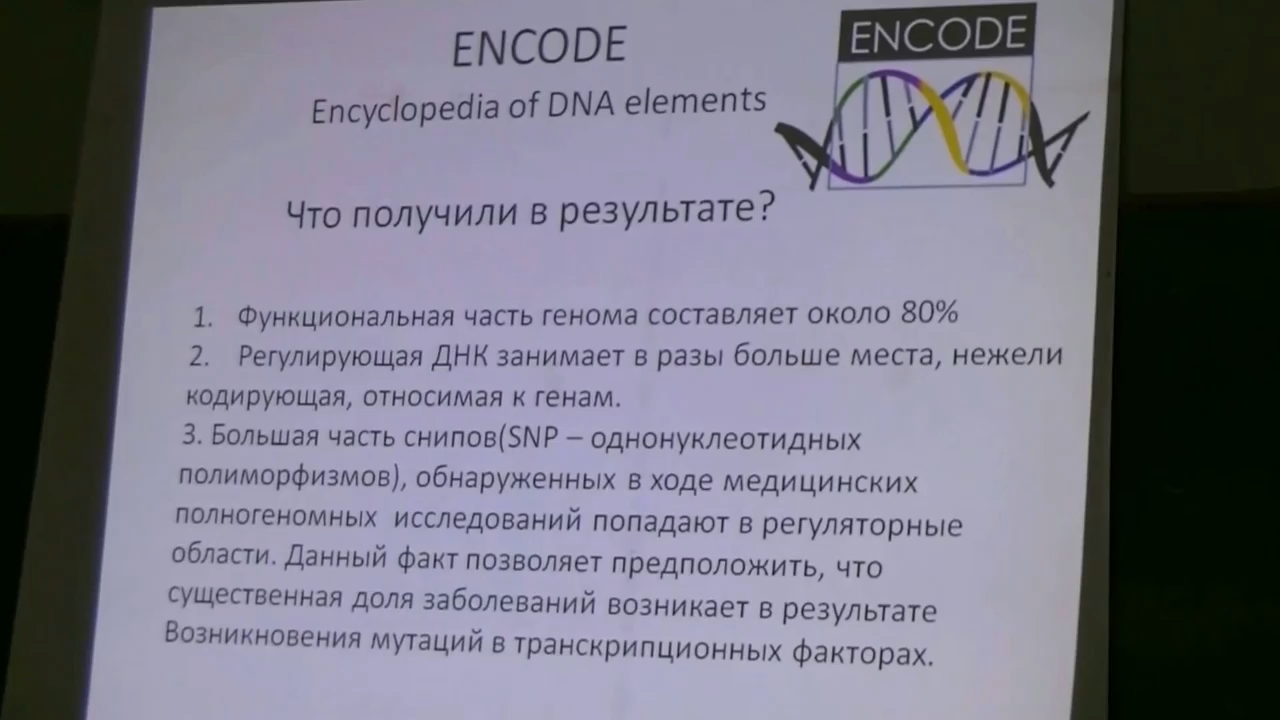 ENCODE
ENCODE
Encyclopedia of DNA elements
Что получили в результате?
1. Функциональная часть генома составляет около 80%
2. Регулирующая ДНК занимает в разы больше места, нежели
кодирующая, относимая к генам.
3. Большая часть снипов(SNP – однонуклеотидных
полиморфизмов), обнаруженных в ходе медицинских
полногеномных исследований попадают в регуляторные
области. Данный факт позволяет предположить, что
существенная доля заболеваний возникает в результате
Возникновения мутаций в транскрипционных факторах.